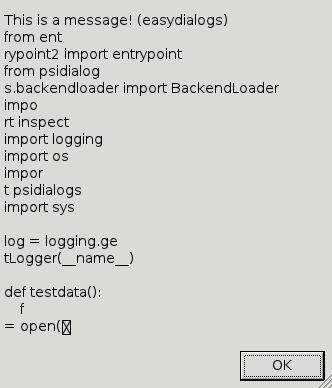 This is a message! (easydialogs)
from ent
rypoint2 import entrypoint
from psidialog
s.backendloader import BackendLoader
impo
rt inspect
import logging
import os
impor
t psidialogs
import sys

log = logging.ge
tLogger(__name__)

def testdata():
    f
= open(
OK